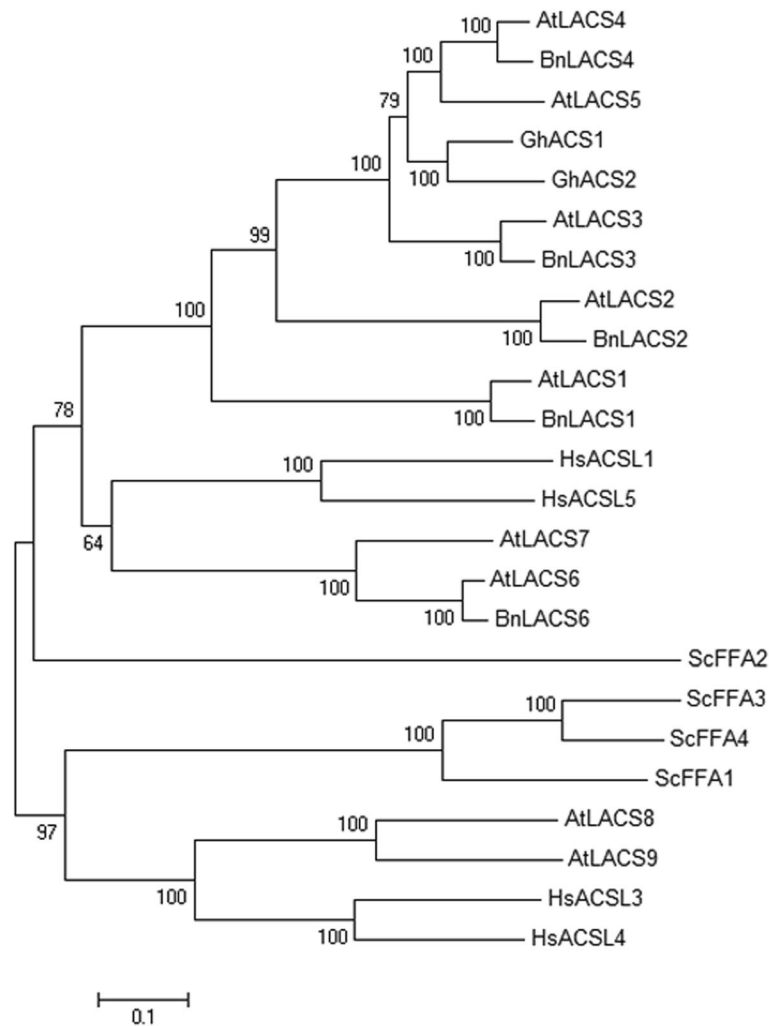 100 AtLACS4
100
BnLACS4
79
AtLACS5
GhACS1
100
100
GhACS2
AtLACS3
99
100
BnLACS3
AtLACS2
100
100
BnLACS2
AtLACS1
78
100
BnLACS1
100
HsACSL1
HsACSL5
64
AtLACS7
100
AtLACS6
100
BnLACS6
ScFFA2
100
ScFFA3
100
ScFFA4
ScFFA1
97
100
AtLACS8
AtLACS9
100
HsACSL3
100
HsACSL4
0.1